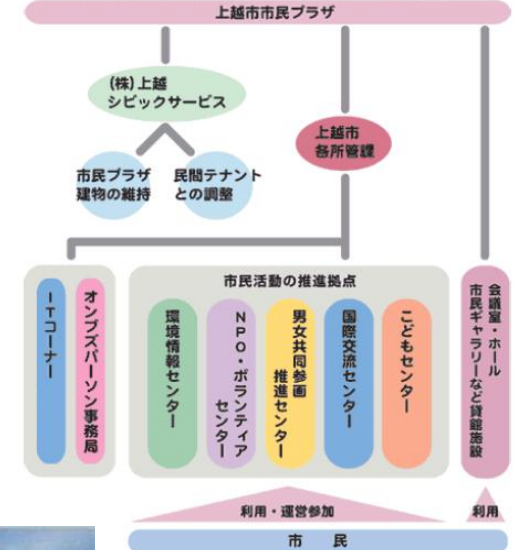 上越市市民プラザ
(株)上越
シビックサービス
上越市
各所管課
市民プラザ
建物の維持
民間テナント
との調整
市民活動の推進拠点
ITコーナー
オンブズパーソン事務局
環境情報センター
NPO・ボランティア
センター
男女共同参画
推進センター
国際交流センター
こどもセンター
会議室・ホール
市民ギャラリーなど貸館施設
利用・運営参加
利用
市 民